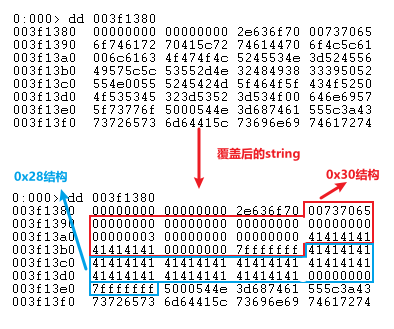 0:000> dd 003f1380
003f1380  00000000 00000000 2e636f70 00737065
003f1390  6f746172 70415c72 74614470 6f4c5c61
003f13a0  006c6163 4f474f4c 5245534e 3d524556
003f13b0  49575c5c 53552d4e 32484938 33395052
003f13c0  554e0055 5245424d 5f464f5f 434f5250
003f13d0  4f535345 323d5352 3d534f00 646e6957
003f13e0  5f73776f 5000544e 3d687461 555c3a43
003f13f0  73726573 6d64415c 73696e69 74617274
覆盖后的string
0x28结构
0x30结构
0:000> dd 003f1380
003f1380  00000000 00000000 2e636f70 00737065
003f1390  00000000 00000000 00000000 00000000
003f13a0  00000003 00000000 00000000 41414141
003f13b0  41414141 00000000 7fffffff 41414141
003f13c0  41414141 41414141 41414141 41414141
003f13d0  41414141 41414141 41414141 00000000
003f13e0  7fffffff 5000544e 3d687461 555c3a43
003f13f0  73726573 6d64415c 73696e69 74617274